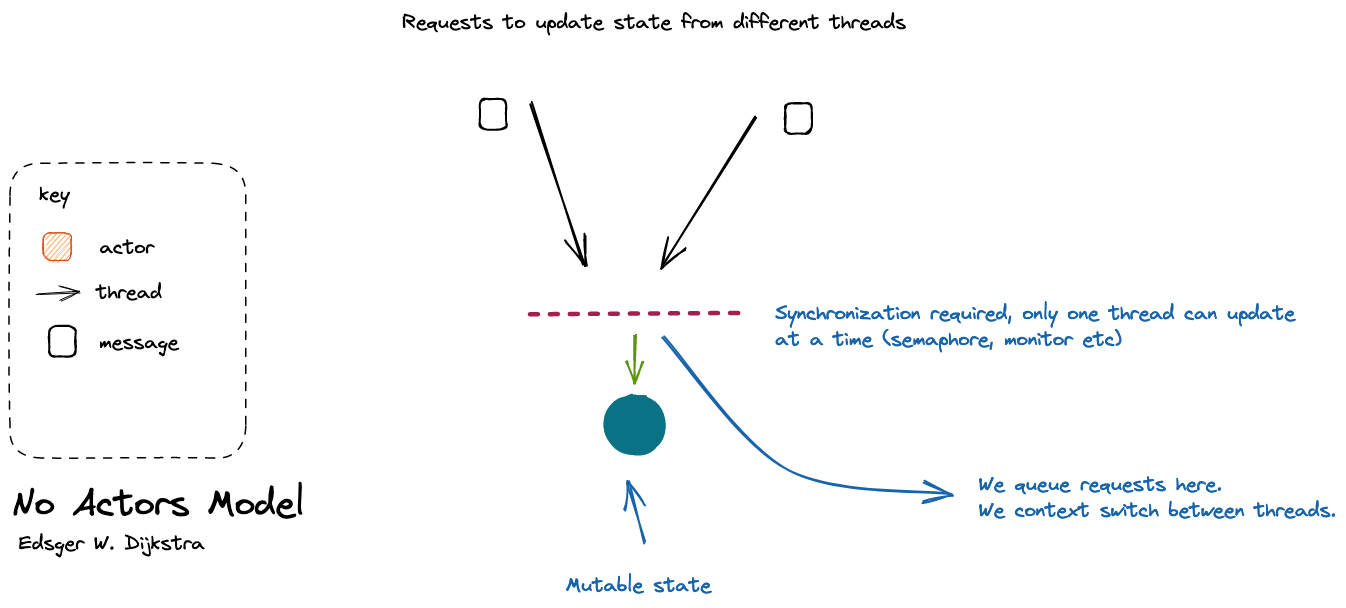 Requests to update state from different threads
key
actor
thread
message
Synchronization required, only one thread can update
at a time (semaphore, monitor etc)
We queue requests here.
We context switch between threads.
No Actors Model
Edsger W. Dijkstra
Mutable state